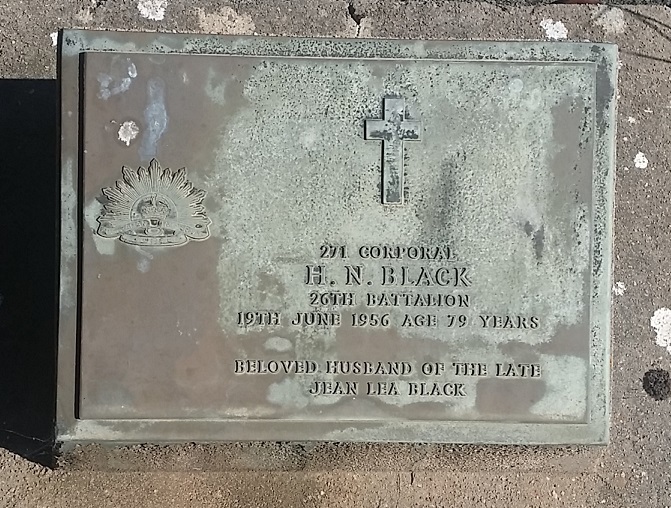 271 CORPORAL
H. N. BLACK
26TH BATTALION
19TH JUNE 1956 AGE 79 YEARS
BELOVED HUSBAND OF THE LATE
JEAN LEA BLACK